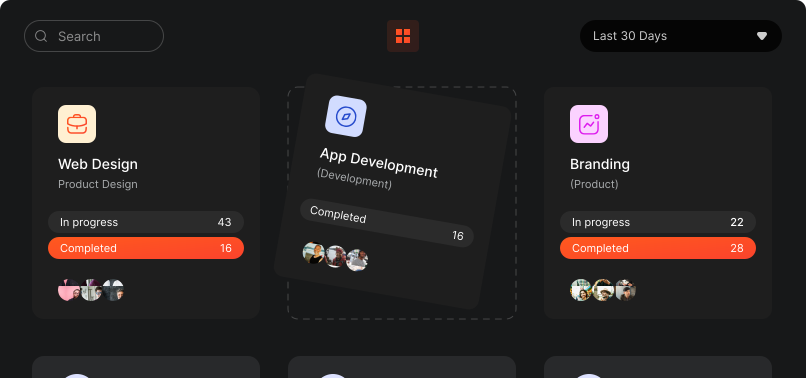 Search
Last 30 Days
Web Design
Product Design
In progress 43
Completed 16
App Development
(Development)
Completed 16
Branding
(Product)
In progress 22
Completed 28